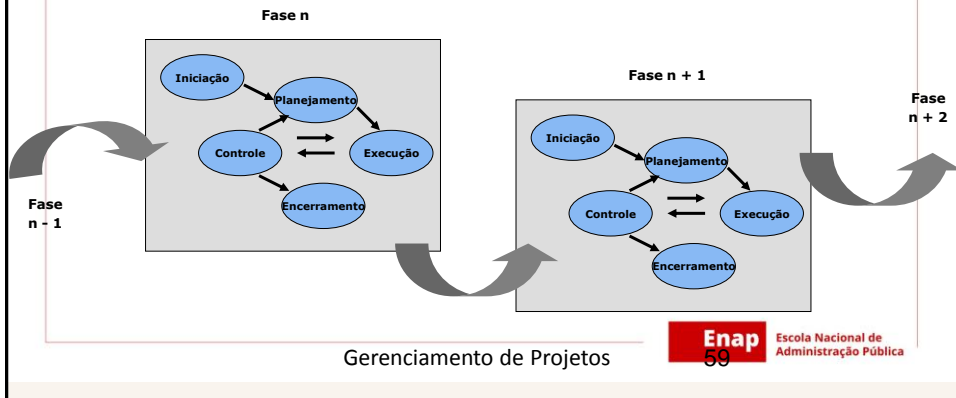 Fase n
Iniciação
Planejamento
Controle
Execução
Encerramento
Fase n + 1
Iniciação
Planejamento
Controle
Execução
Encerramento
Fase
n + 2
Fase
n - 1
Gerenciamento de Projetos
Enap
Escola Nacional de
Administração Pública
59